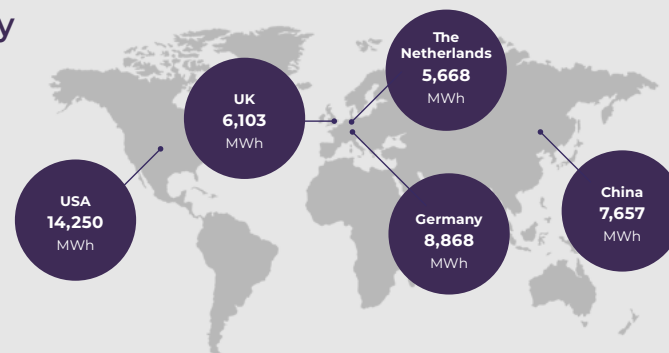 y
The
Netherlands
5,668
MWh
UK
6,103
MWh
USA
14,250
MWh
China
7,657
MWh
Germany
8,868
MWh